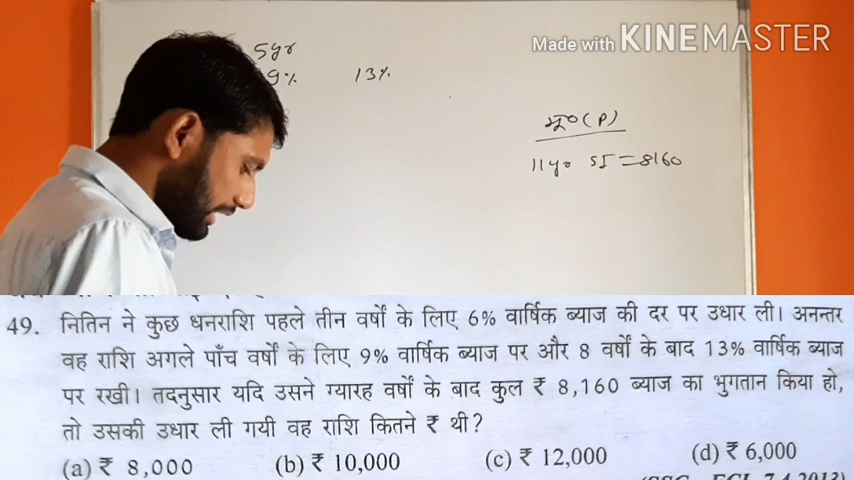 Made with KINEMASTER
5yr
9% 13%
मू० (P)
11yr SI = 8160
49. नितिन ने कुछ धनराशि पहले तीन वर्षों के लिए 6% वार्षिक ब्याज की दर पर उधार ली। अनन्तर
वह राशि अगले पाँच वर्षों के लिए 9% वार्षिक ब्याज पर और 8 वर्षों के बाद 13% वार्षिक ब्याज
पर रखी। तदनुसार यदि उसने ग्यारह वर्षों के बाद कुल ₹ 8,160 ब्याज का भुगतान किया हो,
तो उसकी उधार ली गयी वह राशि कितने ₹ थी?
(a) ₹ 8,000 (b) ₹ 10,000 (c) ₹ 12,000 (d) ₹ 6,000